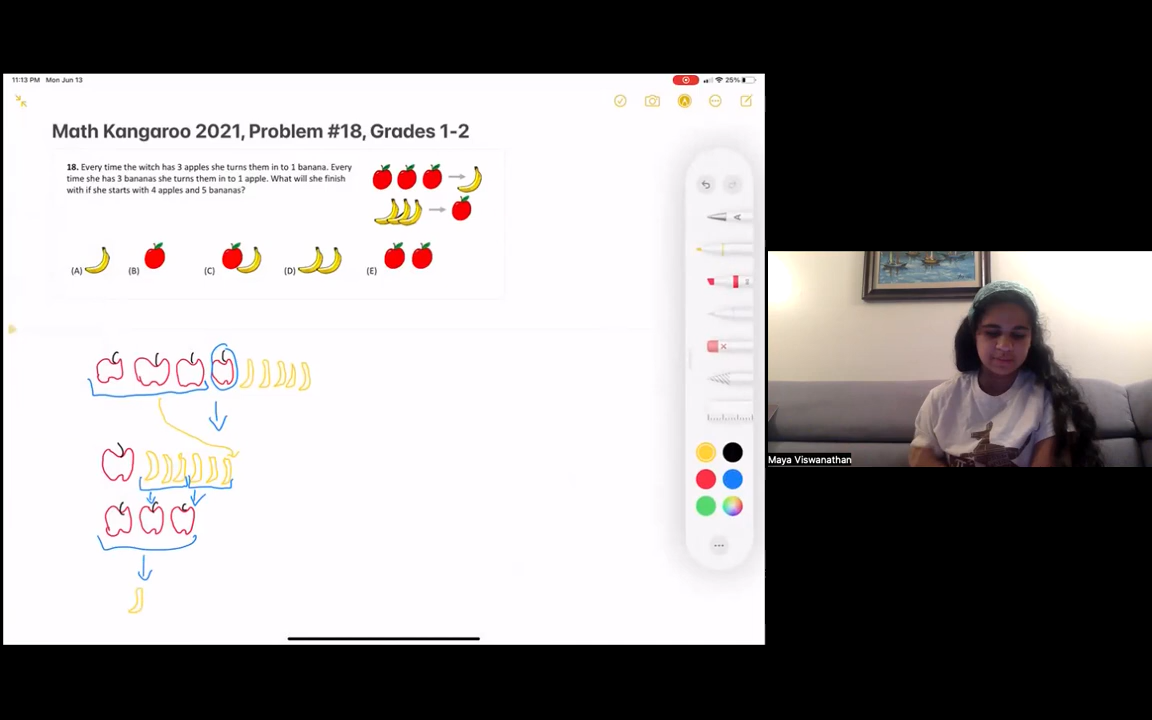 11:13 PM Mon Jun 13
25%
Math Kangaroo 2021, Problem #18, Grades 1-2
18. Every time the witch has 3 apples she turns them in to 1 banana. Every
time she has 3 bananas she turns them in to 1 apple. What will she finish
with if she starts with 4 apples and 5 bananas?
(A) (B) (C) (D) (E)
Maya Viswanathan